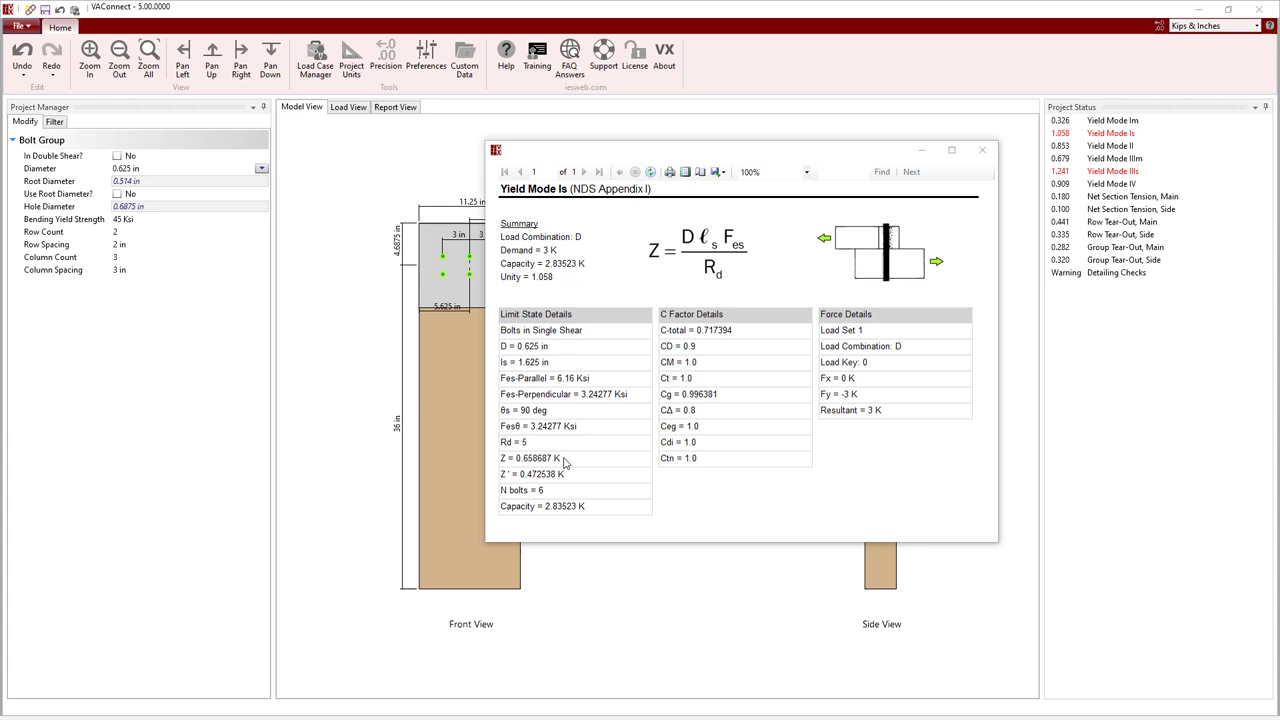 VAConnect - 5.00.0000
File
Home
Kips & Inches
Undo
Redo
Zoom In
Zoom Out
Zoom All
Pan Left
Pan Up
Pan Right
Pan Down
Load Case Manager
Project Units
Precision
Preferences
Custom Data
Help
Training
FAQ Answers
Support
License
VX About
Edit
View
Tools
iesweb.com
Project Manager
Modify
Filter
Bolt Group
In Double Shear? No
Diameter 0.625 in
Root Diameter 0.514 in
Use Root Diameter? No
Hole Diameter 0.6875 in
Bending Yield Strength 45 Ksi
Row Count 2
Row Spacing 2 in
Column Count 3
Column Spacing 3 in
Model View
Load View
Report View
11.25 in
4.6875 in
3 in
3
5.625 in
36 in
Front View
Side View
1 of 1
100%
Find
Next
Yield Mode Is (NDS Appendix I)
Summary
Load Combination: D
Demand = 3 K
Capacity = 2.83523 K
Unity = 1.058
Z = D ℓs Fes / Rd
Limit State Details
Bolts in Single Shear
D = 0.625 in
ls = 1.625 in
Fes-Parallel = 6.16 Ksi
Fes-Perpendicular = 3.24277 Ksi
θs = 90 deg
Fesθ = 3.24277 Ksi
Rd = 5
Z = 0.658687 K
Z ' = 0.472538 K
N bolts = 6
Capacity = 2.83523 K
C Factor Details
C-total = 0.717394
CD = 0.9
CM = 1.0
Ct = 1.0
Cg = 0.996381
CΔ = 0.8
Ceg = 1.0
Cdi = 1.0
Ctn = 1.0
Force Details
Load Set 1
Load Combination: D
Load Key: 0
Fx = 0 K
Fy = -3 K
Resultant = 3 K
Project Status
0.326 Yield Mode Im
1.058 Yield Mode Is
0.853 Yield Mode II
0.679 Yield Mode IIIm
1.241 Yield Mode IIIs
0.909 Yield Mode IV
0.180 Net Section Tension, Main
0.100 Net Section Tension, Side
0.441 Row Tear-Out, Main
0.335 Row Tear-Out, Side
0.282 Group Tear-Out, Main
0.320 Group Tear-Out, Side
Warning Detailing Checks